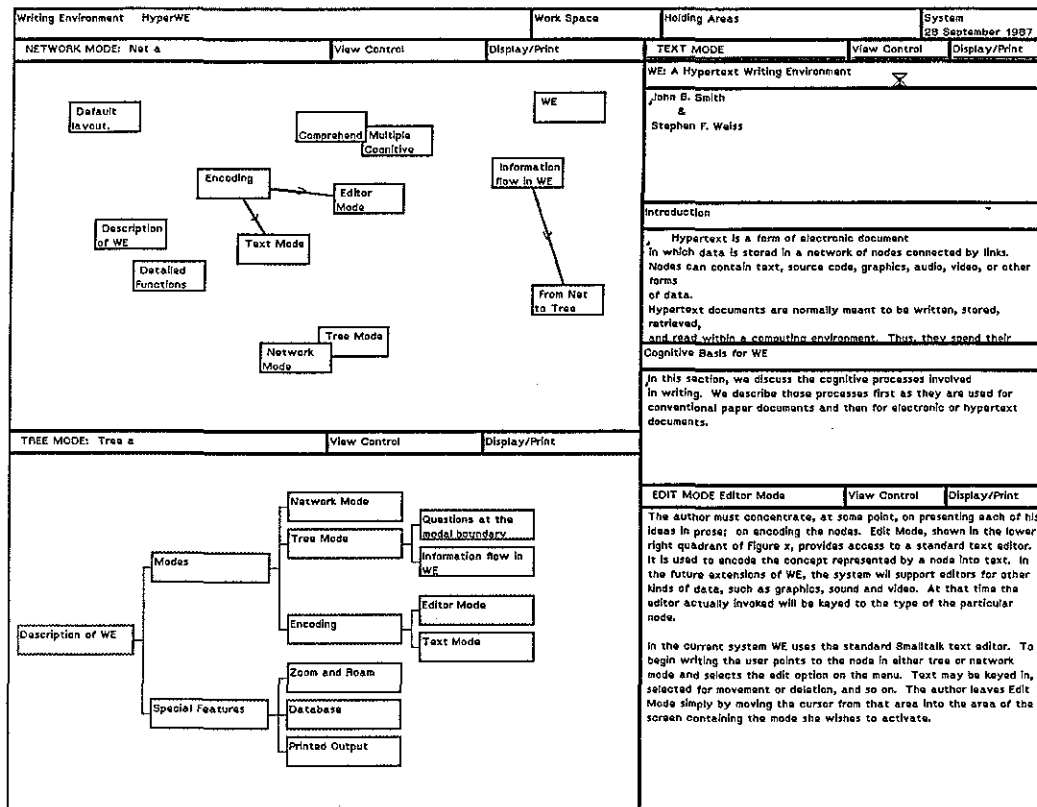 Writing Environment HyperWE
Work Space
Holding Areas
System
28 September 1987
NETWORK MODE: Net a
View Control
Display/Print
Default
layout.
Comprehend
Multiple
Cognitive
WE
Encoding
Editor
Mode
Information
flow in WE
Description
of WE
Text Mode
Detailed
Functions
From Net
to Tree
Tree Mode
Network
Mode
TREE MODE: Tree a
View Control
Display/Print
Network Mode
Tree Mode
Questions at the
modal boundary
Information flow in
WE
Modes
Encoding
Editor Mode
Text Mode
Description of WE
Zoom and Roam
Special Features
Database
Printed Output
TEXT MODE
View Control
Display/Print
WE: A Hypertext Writing Environment
John B. Smith
&
Stephen F. Weiss
Introduction
Hypertext is a form of electronic document
in which data is stored in a network of nodes connected by links.
Nodes can contain text, source code, graphics, audio, video, or other
forms
of data.
Hypertext documents are normally meant to be written, stored,
retrieved,
and read within a computing environment. Thus, they spend their
Cognitive Basis for WE
In this section, we discuss the cognitive processes involved
in writing. We describe those processes first as they are used for
conventional paper documents and then for electronic or hypertext
documents.
EDIT MODE Editor Mode
View Control
Display/Print
The author must concentrate, at some point, on presenting each of his
ideas in prose; on encoding the nodes. Edit Mode, shown in the lower
right quadrant of Figure x, provides access to a standard text editor.
It is used to encode the concept represented by a node into text. In
the future extensions of WE, the system wil support editors for other
kinds of data, such as graphics, sound and video. At that time the
editor actually invoked will be keyed to the type of the particular
node.
In the current system WE uses the standard Smalltalk text editor. To
begin writing the user points to the node in either tree or network
mode and selects the edit option on the menu. Text may be keyed in,
selected for movement or deletion, and so on. The author leaves Edit
Mode simply by moving the cursor from that area into the area of the
screen containing the mode she wishes to activate.